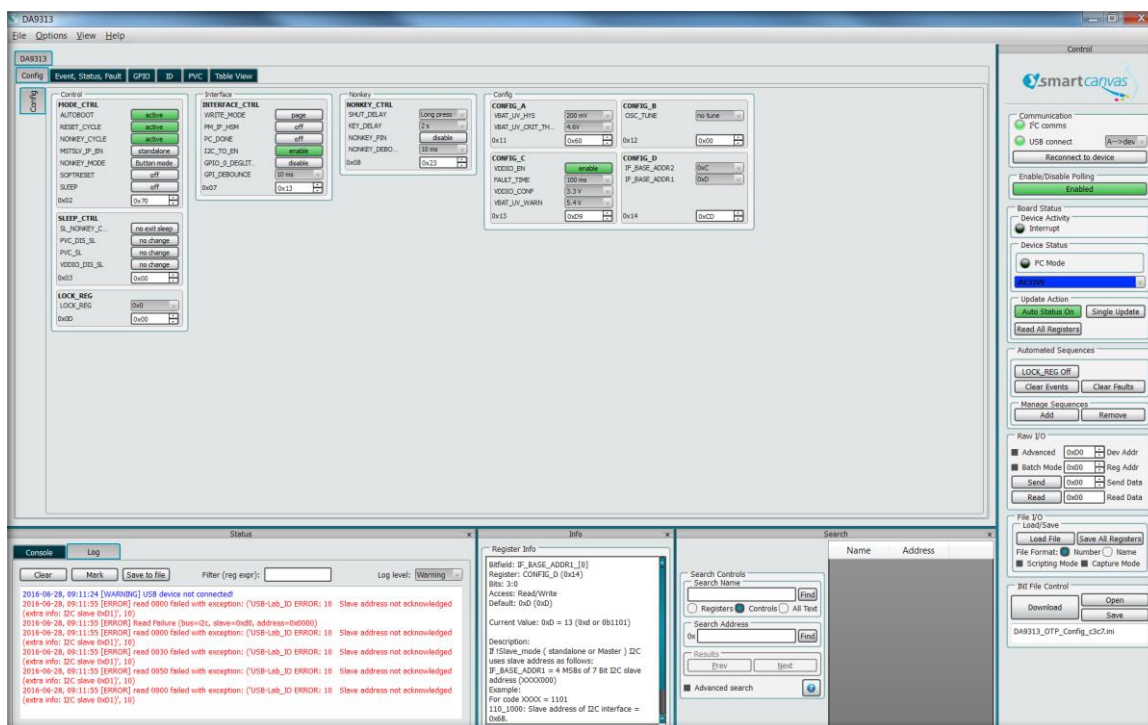 DA9313
File Options View Help
DA9313
Config Event, Status, Fault GPIO ID PVC Table View
Config
Control
MODE_CTRL
AUTOBOOT active
RESET_CYCLE active
NONKEY_CYCLE active
MSTSLV_IF_EN standalone
NONKEY_MODE Button mode
SOFTRESET off
SLEEP off
0x02 0x70
SLEEP_CTRL
SL_NONKEY_C... no exit sleep
PVC_DIS_SL no change
PVC_SL no change
VDDIO_DIS_SL no change
0x03 0x00
LOCK_REG
LOCK_REG 0x0
0x0D 0x00
Interface
INTERFACE_CTRL
WRITE_MODE page
PM_IF_HSM off
PC_DONE off
I2C_TO_EN enable
GPIO_0_DEGLIT... disable
GPI_DEBOUNCE 10 ms
0x07 0x13
Nonkey
NONKEY_CTRL
SHUT_DELAY Long press
KEY_DELAY 2 s
NONKEY_PIN disable
NONKEY_DEBO... 10 ms
0x08 0x23
Config
CONFIG_A
VBAT_UV_HYS 200 mV
VBAT_UV_CRIT_TH... 4.6V
0x11 0x60
CONFIG_B
OSC_TUNE no tune
0x12 0x00
CONFIG_C
VDDIO_EN enable
FAULT_TIME 100 ms
VDDIO_CONF 3.3 V
VBAT_UV_WARN 5.4 V
0x13 0xD9
CONFIG_D
IF_BASE_ADDR2 0xC
IF_BASE_ADDR1 0xD
0x14 0xCD
Control
smartcanvas
Communication
I²C comms
USB connect A-->dev
Reconnect to device
Enable/Disable Polling
Enabled
Board Status
Device Activity
Interrupt
Device Status
PC Mode
ACTIVE
Update Action
Auto Status On Single Update
Read All Registers
Automated Sequences
LOCK_REG Off
Clear Events Clear Faults
Manage Sequences
Add Remove
Raw I/O
Advanced 0xD0 Dev Addr
Batch Mode 0x00 Reg Addr
Send 0x00 Send Data
Read 0x00 Read Data
File I/O
Load/Save
Load File Save All Registers
File Format: Number Name
Scripting Mode Capture Mode
INI File Control
Download Open
Save
DA9313_OTP_Config_c3c7.ini
Status
Console Log
Clear Mark Save to file Filter (reg expr): Log level: Warning
2016-06-28, 09:11:24 [WARNING] USB device not connected!
2016-06-28, 09:11:55 [ERROR] read 0000 failed with exception: ('USB-Lab_IO ERROR: 10 Slave address not acknowledged
(extra info: I2C slave 0xD1)', 10)
2016-06-28, 09:11:55 [ERROR] Read Failure (bus=i2c, slave=0xd0, address=0x0000)
2016-06-28, 09:11:55 [ERROR] read 0000 failed with exception: ('USB-Lab_IO ERROR: 10 Slave address not acknowledged
(extra info: I2C slave 0xD1)', 10)
2016-06-28, 09:11:55 [ERROR] read 0030 failed with exception: ('USB-Lab_IO ERROR: 10 Slave address not acknowledged
(extra info: I2C slave 0xD1)', 10)
2016-06-28, 09:11:55 [ERROR] read 0050 failed with exception: ('USB-Lab_IO ERROR: 10 Slave address not acknowledged
(extra info: I2C slave 0xD1)', 10)
2016-06-28, 09:11:55 [ERROR] read 0000 failed with exception: ('USB-Lab_IO ERROR: 10 Slave address not acknowledged
(extra info: I2C slave 0xD1)', 10)
Info
Register Info
Bitfield: IF_BASE_ADDR1_[0]
Register: CONFIG_D (0x14)
Bits: 3:0
Access: Read/Write
Default: 0xD (0xD)
Current Value: 0xD = 13 (0xd or 0b1101)
Description:
If !Slave_mode ( standalone or Master ) I2C
uses slave address as follows:
IF_BASE_ADDR1 = 4 MSBs of 7 Bit I2C slave
address (XXXX000)
Example:
For code XXXX = 1101
110_1000: Slave address of I2C interface =
0x68.
Search
Search Controls
Search Name
Find
Registers Controls All Text
Search Address
0x Find
Results
Prev Next
Advanced search
Name Address